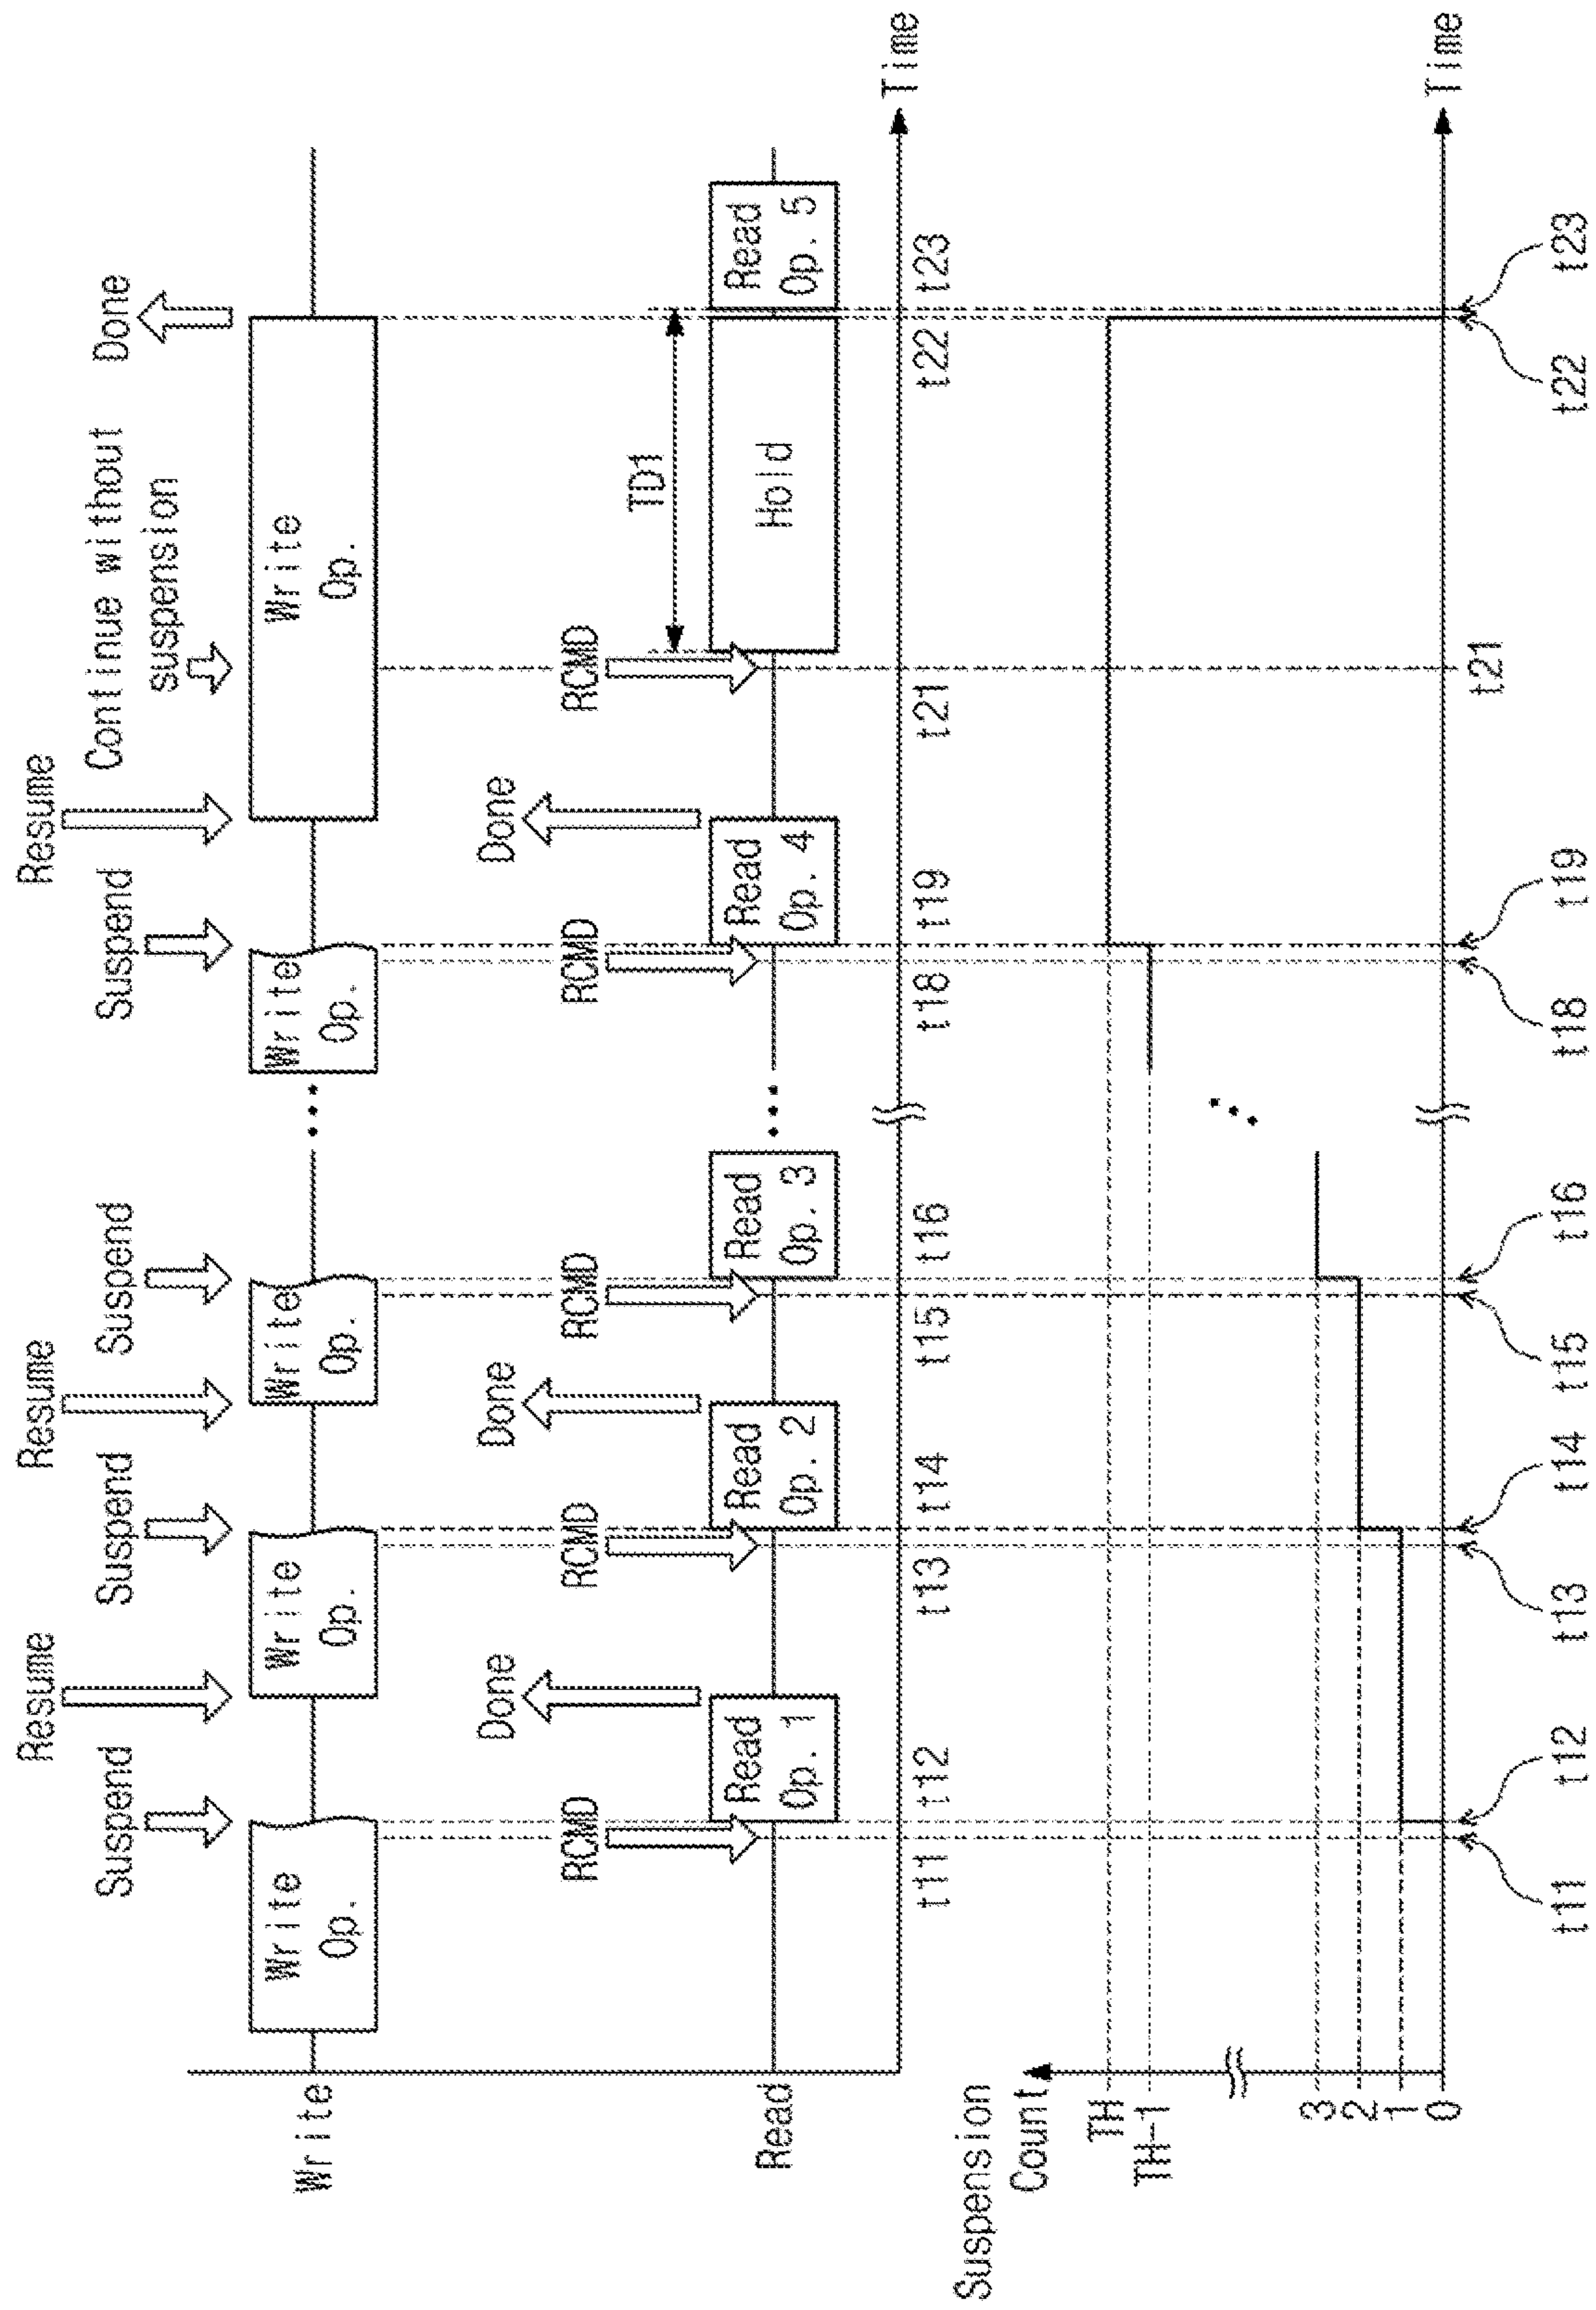 Resume
Resume
Resume
Suspend
Suspend
Suspend
Suspend
Continue without
suspension
Done
Write
Write
Op.
Write
Op.
Write
Op.
...
Write
Op.
Write
Op.
Done
Done
Done
RCMD
RCMD
RCMD
RCMD
RCMD
TD1
Read
Read
Op. 1
Read
Op. 2
Read
Op. 3
...
Read
Op. 4
Hold
Read
Op. 5
t11 t12 t13 t14 t15 t16 t18 t19 t21 t22 t23
Time
Suspension
Count
TH
TH-1
3
2
1
0
Time
t21
t11 t12 t13 t14 t15 t16 t18 t19 t22 t23